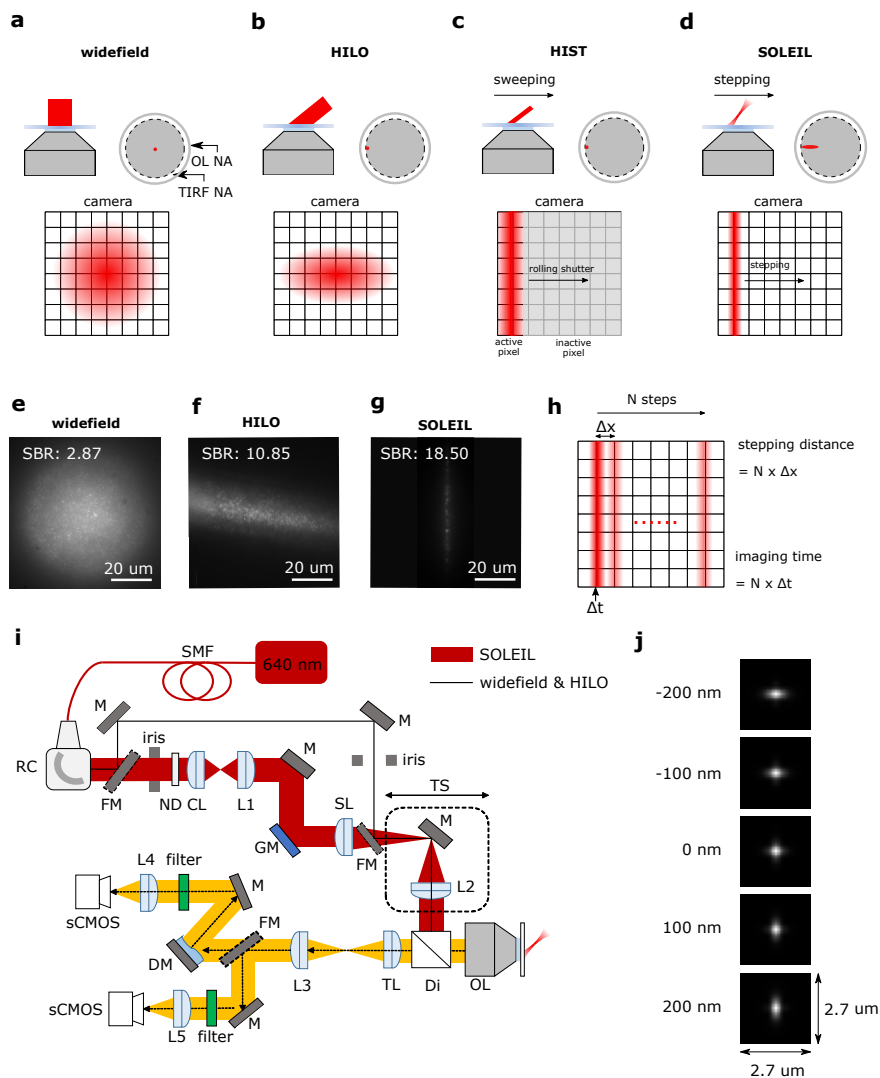 a
widefield
OL NA
TIRF NA
camera
b
HILO
camera
c
HIST
sweeping
camera
rolling shutter
active
pixel
inactive
pixel
d
SOLEIL
stepping
camera
stepping
e
widefield
SBR: 2.87
20 um
f
HILO
SBR: 10.85
20 um
g
SOLEIL
SBR: 18.50
20 um
h
N steps
Δx
stepping distance
= N x Δx
imaging time
= N x Δt
Δt
i
SMF
640 nm
SOLEIL
widefield & HILO
M
M
iris
M
iris
RC
FM
ND
CL
L1
SL
TS
M
GM
FM
L2
L4
filter
M
sCMOS
FM
DM
L3
TL
Di
OL
sCMOS
L5
filter
M
j
-200 nm
-100 nm
0 nm
100 nm
200 nm
2.7 um
2.7 um